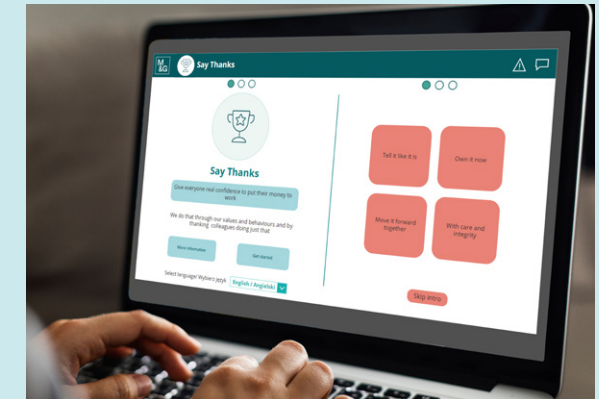 M
&G
Say Thanks
Say Thanks
Give everyone real confidence to put their money to
work
We do that through our values and behaviours and by
thanking colleagues doing just that
More information
Get started
Select language/ Wybierz język
English / Angielski
Tell it like it is
Own it now
Move it forward
together
With care and
integrity
Skip intro